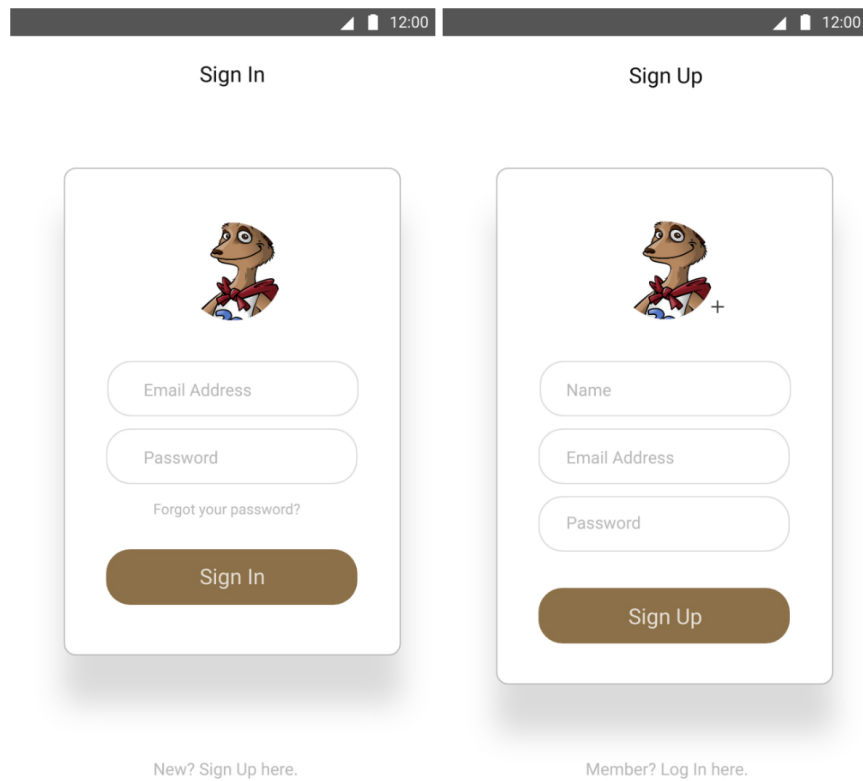 12:00
Sign In
Email Address
Password
Forgot your password?
Sign In
New? Sign Up here.
12:00
Sign Up
+
Name
Email Address
Password
Sign Up
Member? Log In here.